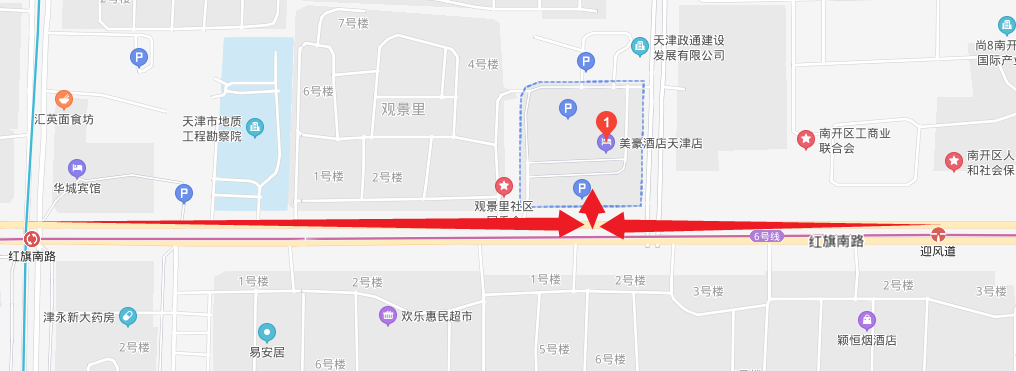 2号楼
7号楼
P
天津政通建设
发展有限公司
尚8南开
国际产业
4号楼
P
6号楼
观景里
P
汇英面食坊
天津市地质
工程勘察院
1
美豪酒店天津店
南开区工商业
联合会
南开区人
和社会保
1号楼
2号楼
华城宾馆
P
P
观景里社区
6号线
红旗南路
红旗南路
迎风道
1号楼
2号楼
1号楼
2号楼
3号楼
2号楼
3号楼
津永新大药房
欢乐惠民超市
颖恒烟酒店
2号楼
易安居
6号楼
5号楼
6号楼
2号楼